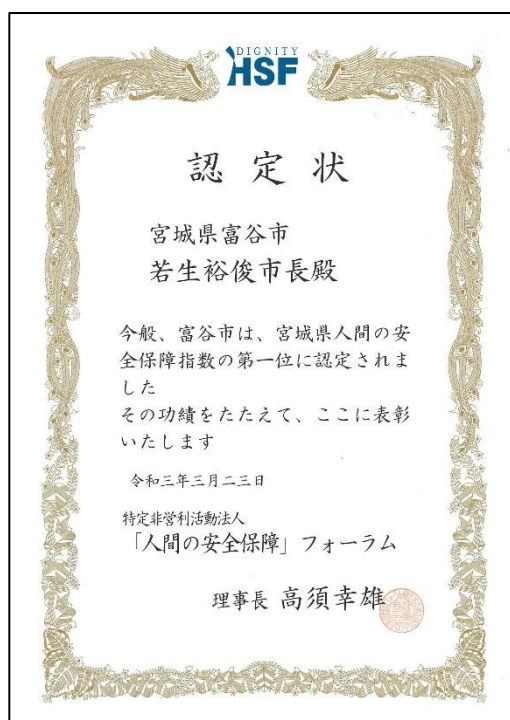 DIGNITY
HSF
認定状
宮城県富谷市
若生裕俊市長殿
今般、富谷市は、宮城県人間の安
全保障指数の第一位に認定されま
した
その功績をたたえて、ここに表彰
いたします
令和三年三月二三日
特定非営利活動法人
「人間の安全保障」フォーラム
理事長 高須幸雄